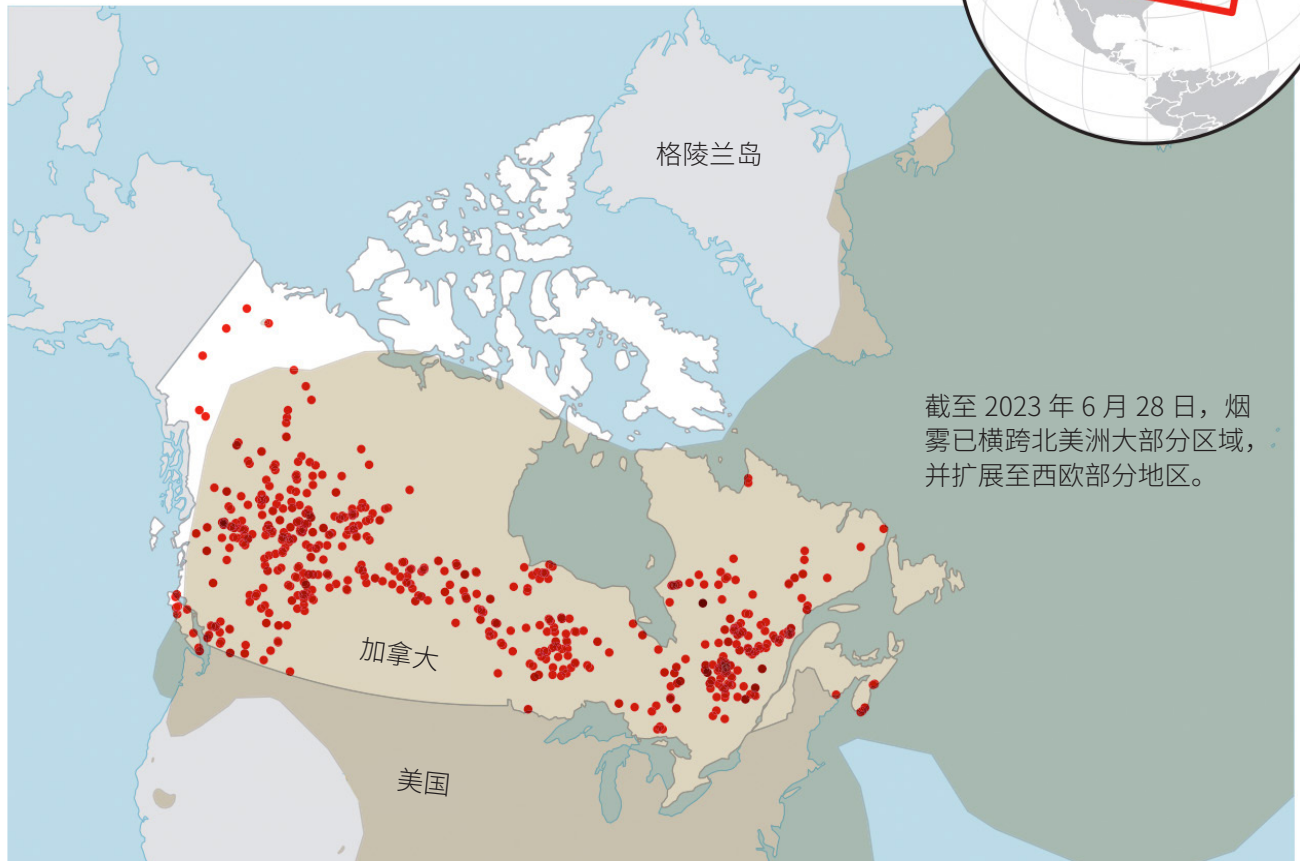 格陵兰岛
截至 2023 年 6 月 28 日，烟
雾已横跨北美洲大部分区域，
并扩展至西欧部分地区。
加拿大
美国